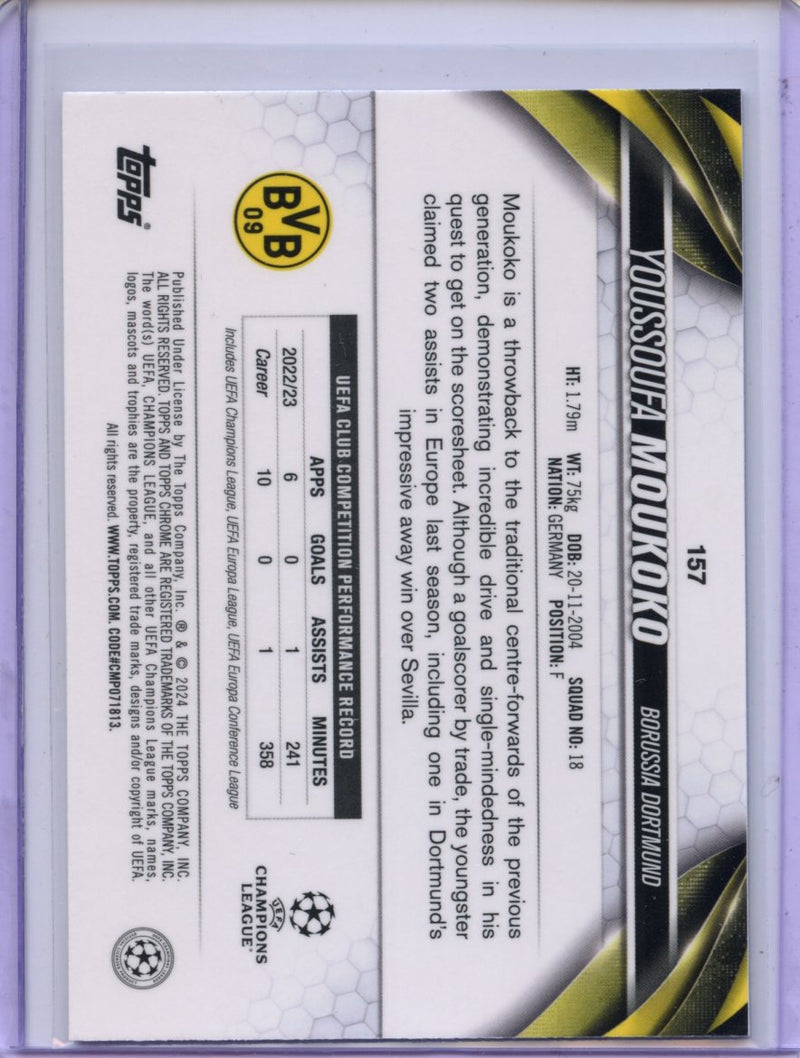 157
YOUSSOUFA MOUKOKO BORUSSIA DORTMUND
HT: 1.79m WT: 75kg DOB: 20-11-2004 SQUAD NO: 18
NATION: GERMANY POSITION: F
Moukoko is a throwback to the traditional centre-forwards of the previous
generation, demonstrating incredible drive and single-mindedness in his
quest to get on the scoresheet. Although a goalscorer by trade, the youngster
claimed two assists in Europe last season, including one in Dortmund's
impressive away win over Sevilla.
BVB
09
UEFA CLUB COMPETITION PERFORMANCE RECORD
APPS GOALS ASSISTS MINUTES
2022/23 6 0 1 241
Career 10 0 1 358
Includes UEFA Champions League, UEFA Europa League, UEFA Europa Conference League
UEFA
CHAMPIONS
LEAGUE®
topps®
Published Under License by The Topps Company, Inc. ® & © 2024 THE TOPPS COMPANY, INC.
ALL RIGHTS RESERVED. TOPPS AND TOPPS CHROME ARE REGISTERED TRADEMARKS OF THE TOPPS COMPANY, INC.
The word(s) UEFA, CHAMPIONS LEAGUE, and all other UEFA Champions League marks, names,
logos, mascots and trophies are the property, registered trade marks, designs and/or copyright of UEFA.
All rights reserved. WWW.TOPPS.COM. CODE#CMP071813.